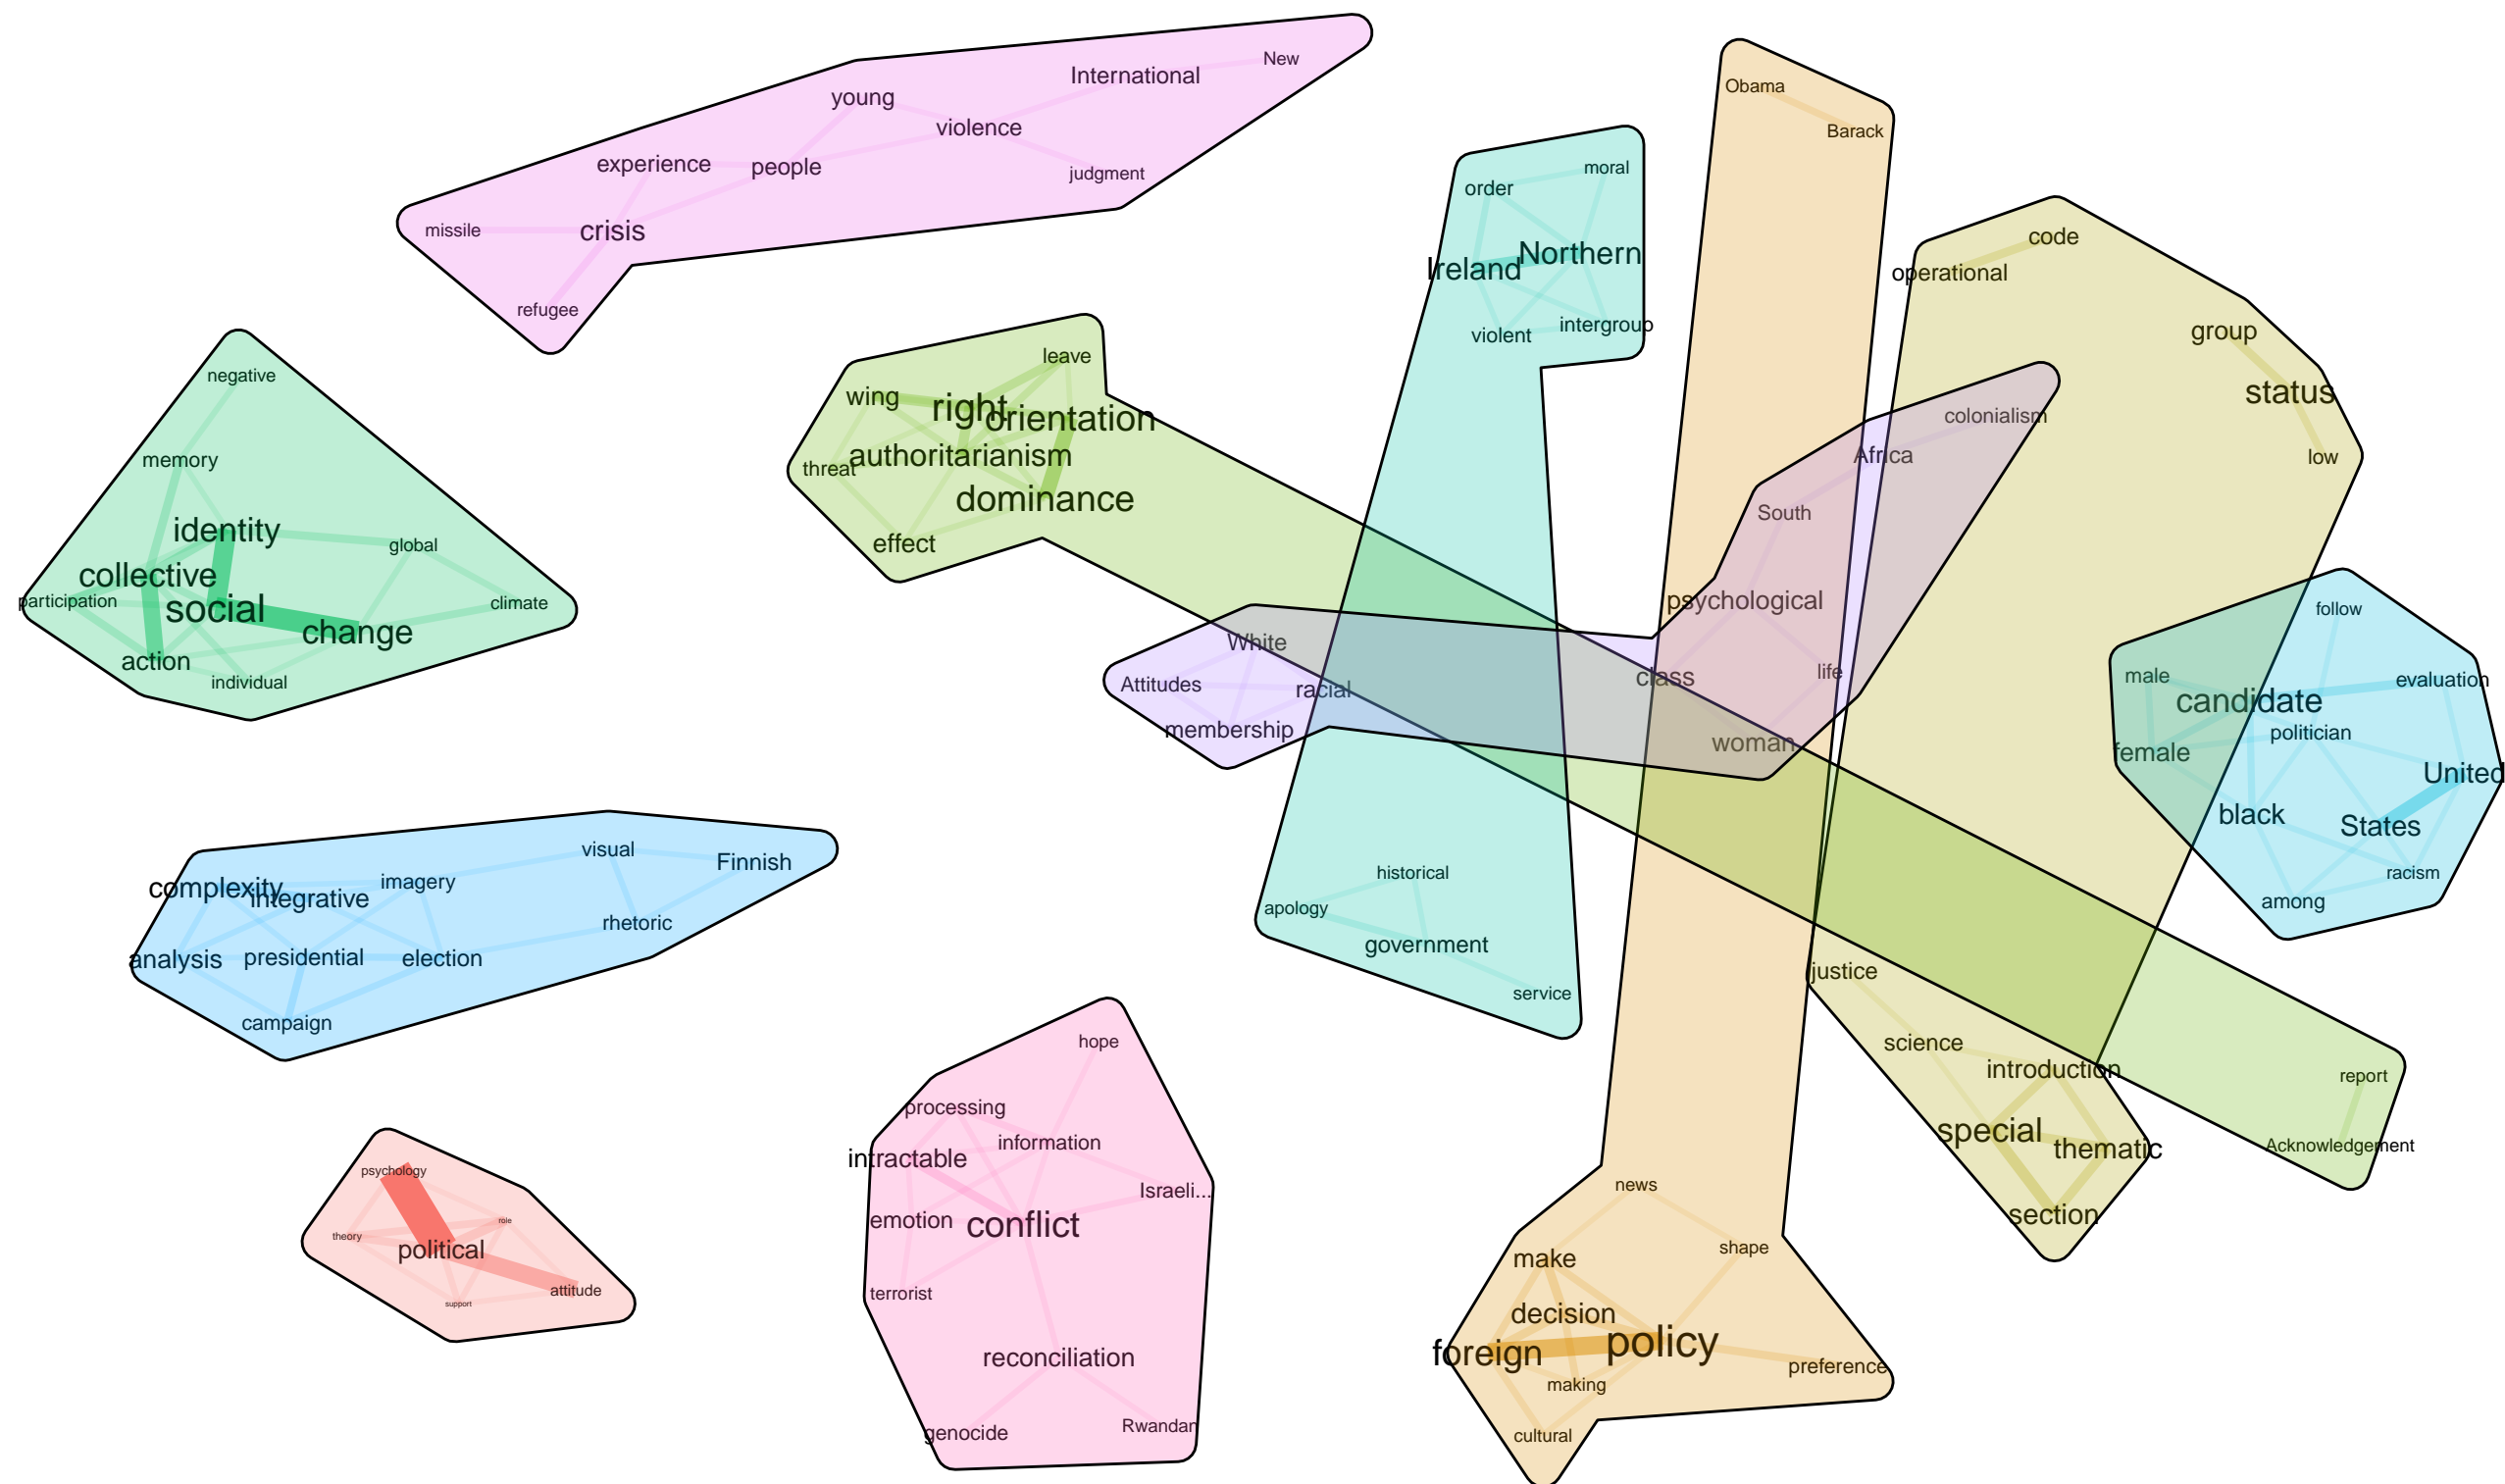 New
International
young
violence
experience
people
judgment
missile
crisis
refugee
Obama
Barack
moral
order
Northern
Ireland
violent
intergroup
code
operational
group
status
low
colonialism
Africa
South
psychological
class
life
woman
White
Attitudes
racial
membership
leave
wing
right
orientation
authoritarianism
threat
dominance
effect
negative
memory
identity
global
collective
participation
social
climate
change
action
individual
follow
male
candidate
evaluation
politician
female
United
black
States
racism
among
visual
Finnish
complexity
integrative
imagery
rhetoric
analysis
presidential
election
campaign
historical
apology
government
service
justice
science
introduction
special
thematic
section
report
Acknowledgement
hope
processing
information
intractable
Israeli...
emotion
conflict
terrorist
reconciliation
genocide
Rwandan
psychology
role
theory
political
attitude
support
news
shape
make
decision
policy
foreign
preference
making
cultural